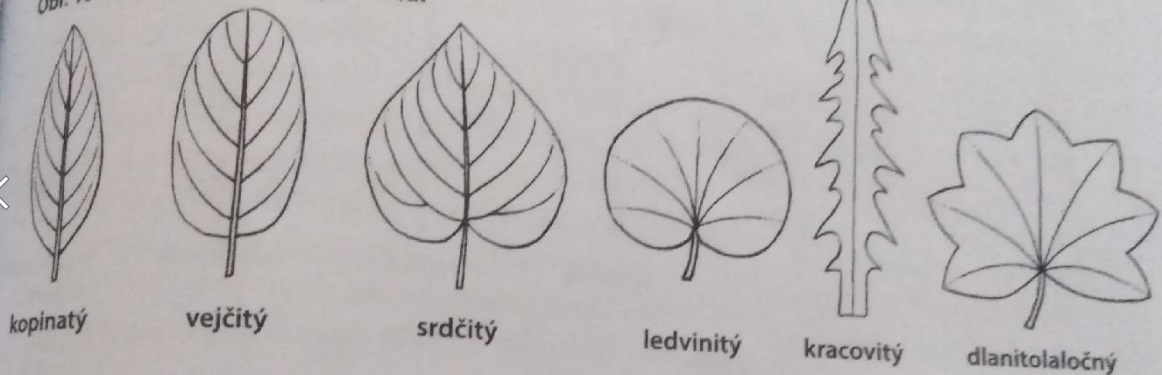 kopinatý
vejčitý
srdčitý
ledvinitý
kracovitý
dlanitolaločný